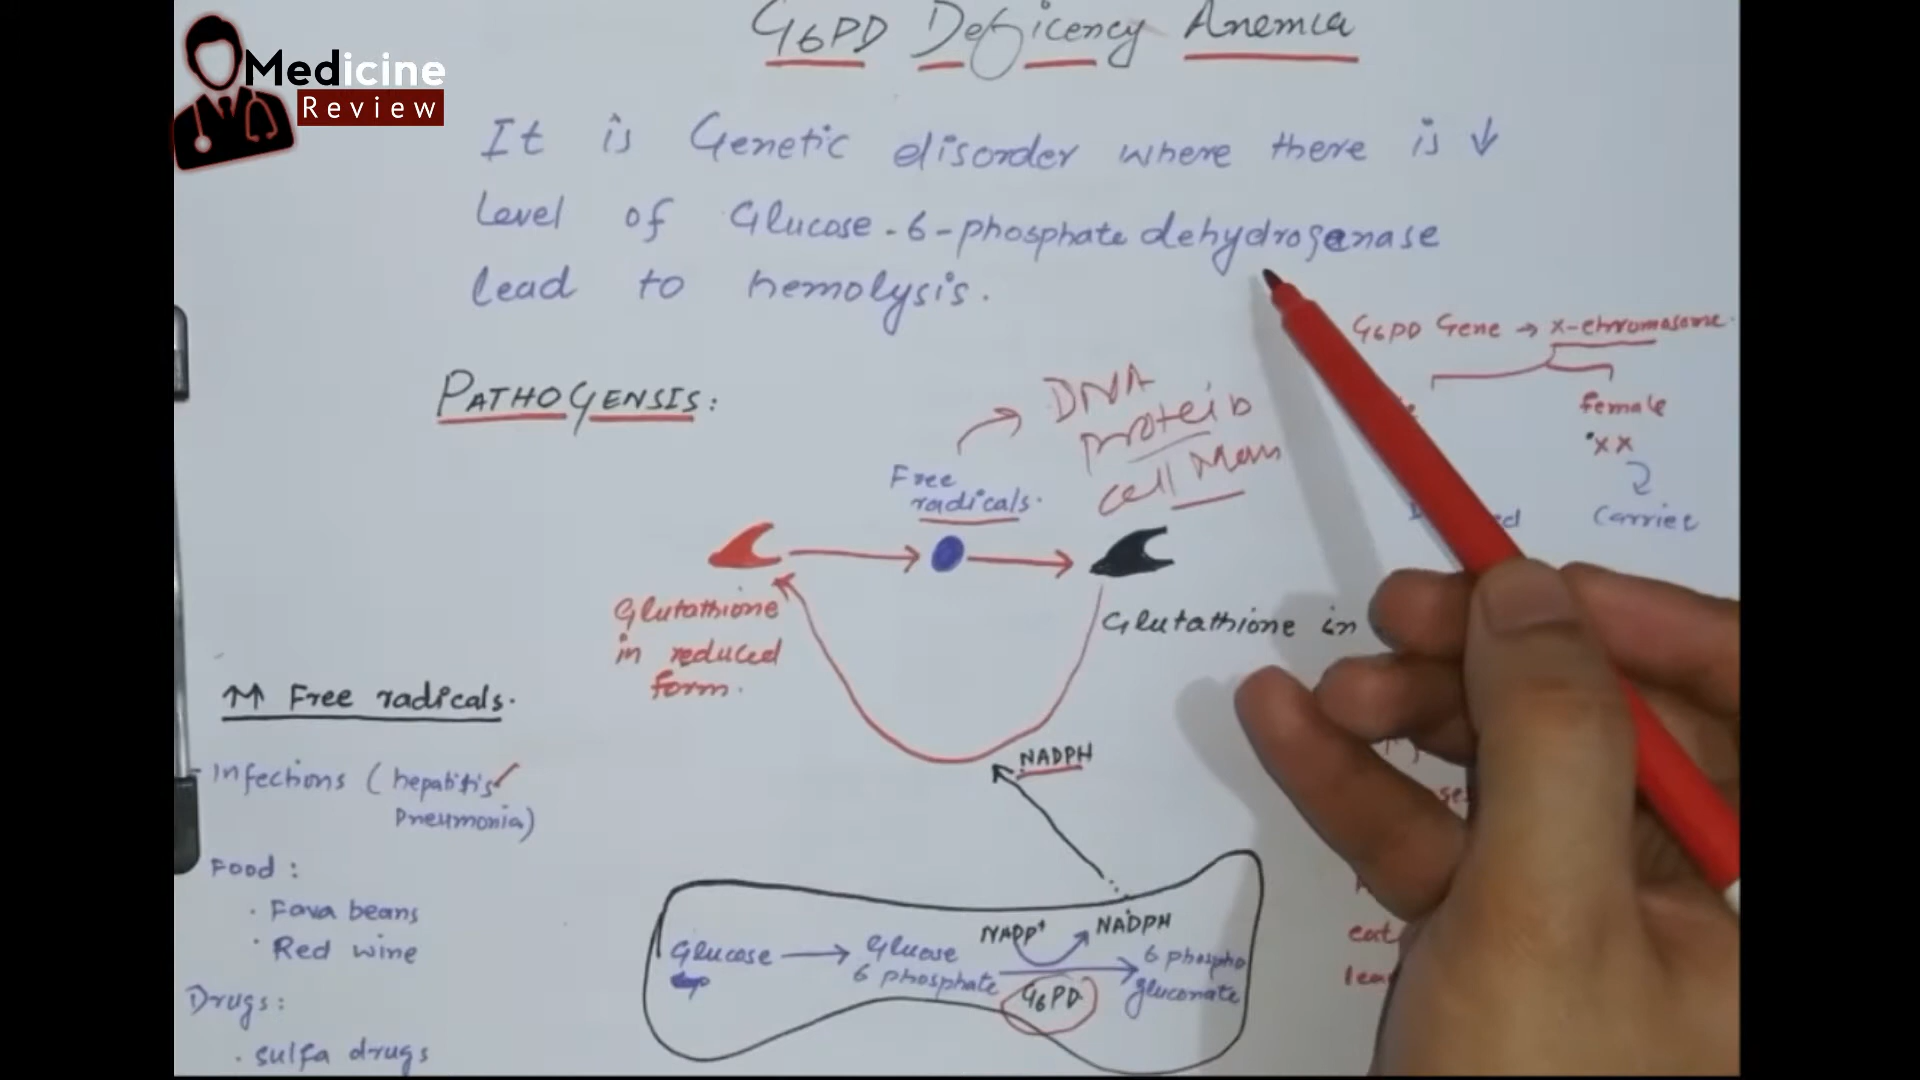 Medicine
Review
G6PD Deficency Anemia
It is Genetic disorder where there is ↓
Level of Glucose-6-phosphate dehydrogenase
lead to hemolysis.
G6PD Gene → X-chromosome.
female
XX
Carrier
PATHOGENSIS:
DNA
protein
cell Mem
Free
radicals.
Glutathione
in reduced
form.
Glutathione in
NADPH
↑↑ Free radicals.
- Infections (hepatitis
pneumonia)
Food :
· Fava beans
· Red wine
Drugs:
· sulfa drugs
Glucose → Gluose
6 phosphate
NADP+
NADPH
G6PD
6 phospho
gluconate
eat